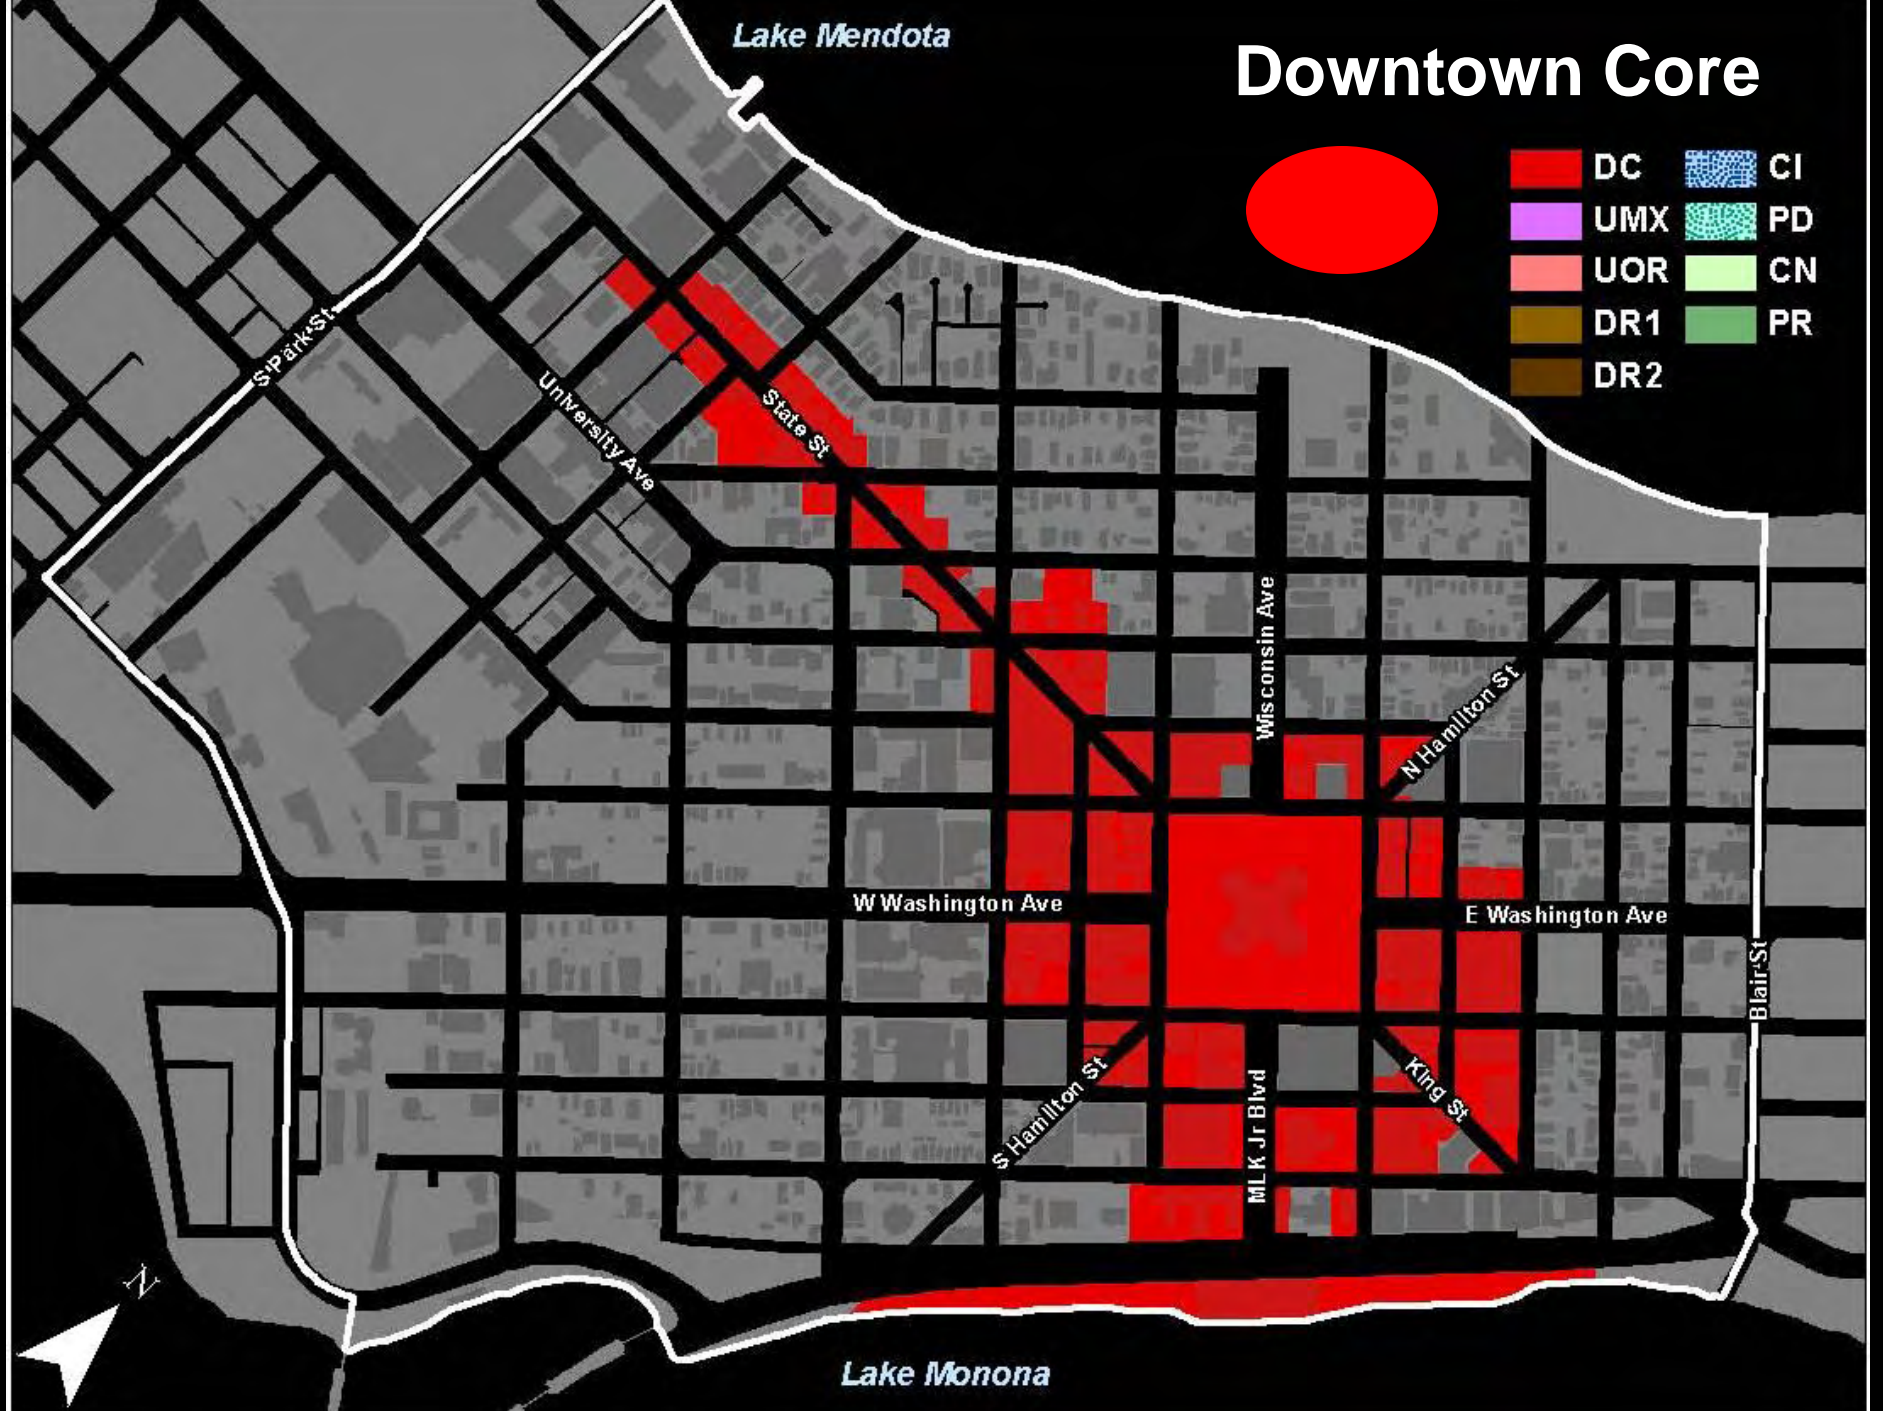 Lake Mendota
Downtown Core
DC
CI
UMX
PD
UOR
CN
DR1
PR
DR2
S Park St
University Ave
State St
Wisconsin Ave
N Hamilton St
W Washington Ave
E Washington Ave
Blair St
S Hamilton St
MLK Jr Blvd
King St
N
Lake Monona